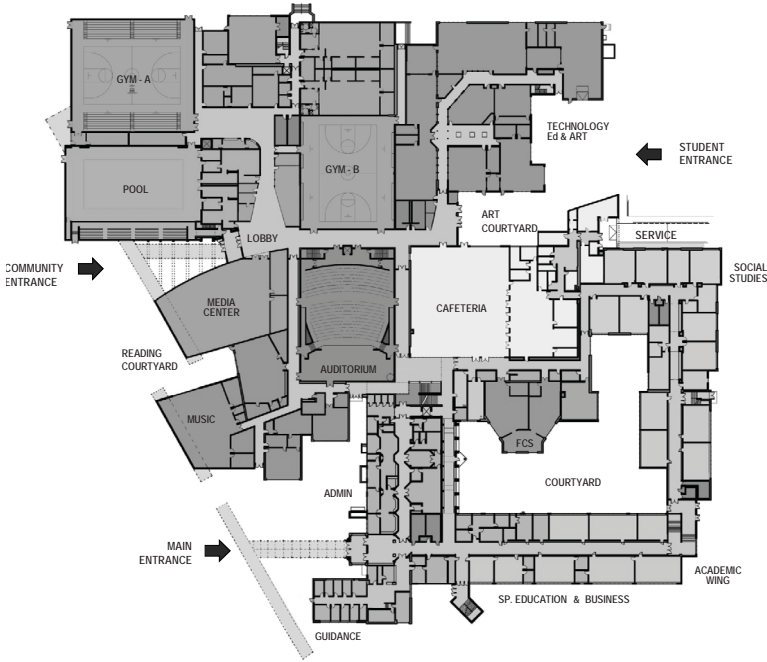 GYM - A
TECHNOLOGY
Ed & ART
STUDENT
ENTRANCE
GYM - B
POOL
ART
COURTYARD
SERVICE
LOBBY
COMMUNITY
ENTRANCE
SOCIAL
STUDIES
MEDIA
CENTER
CAFETERIA
READING
COURTYARD
AUDITORIUM
MUSIC
FCS
COURTYARD
ADMIN
MAIN
ENTRANCE
ACADEMIC
WING
SP. EDUCATION & BUSINESS
GUIDANCE